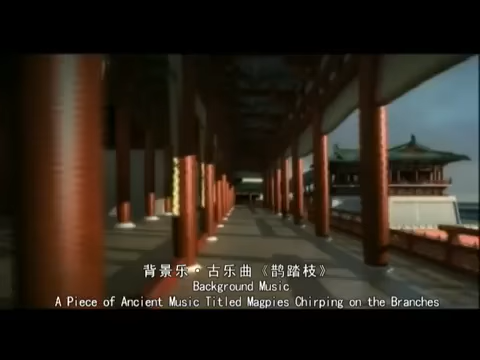 背景乐·古乐曲《鹊踏枝》
Background Music
A Piece of Ancient Music Titled Magpies Chirping on the Branches